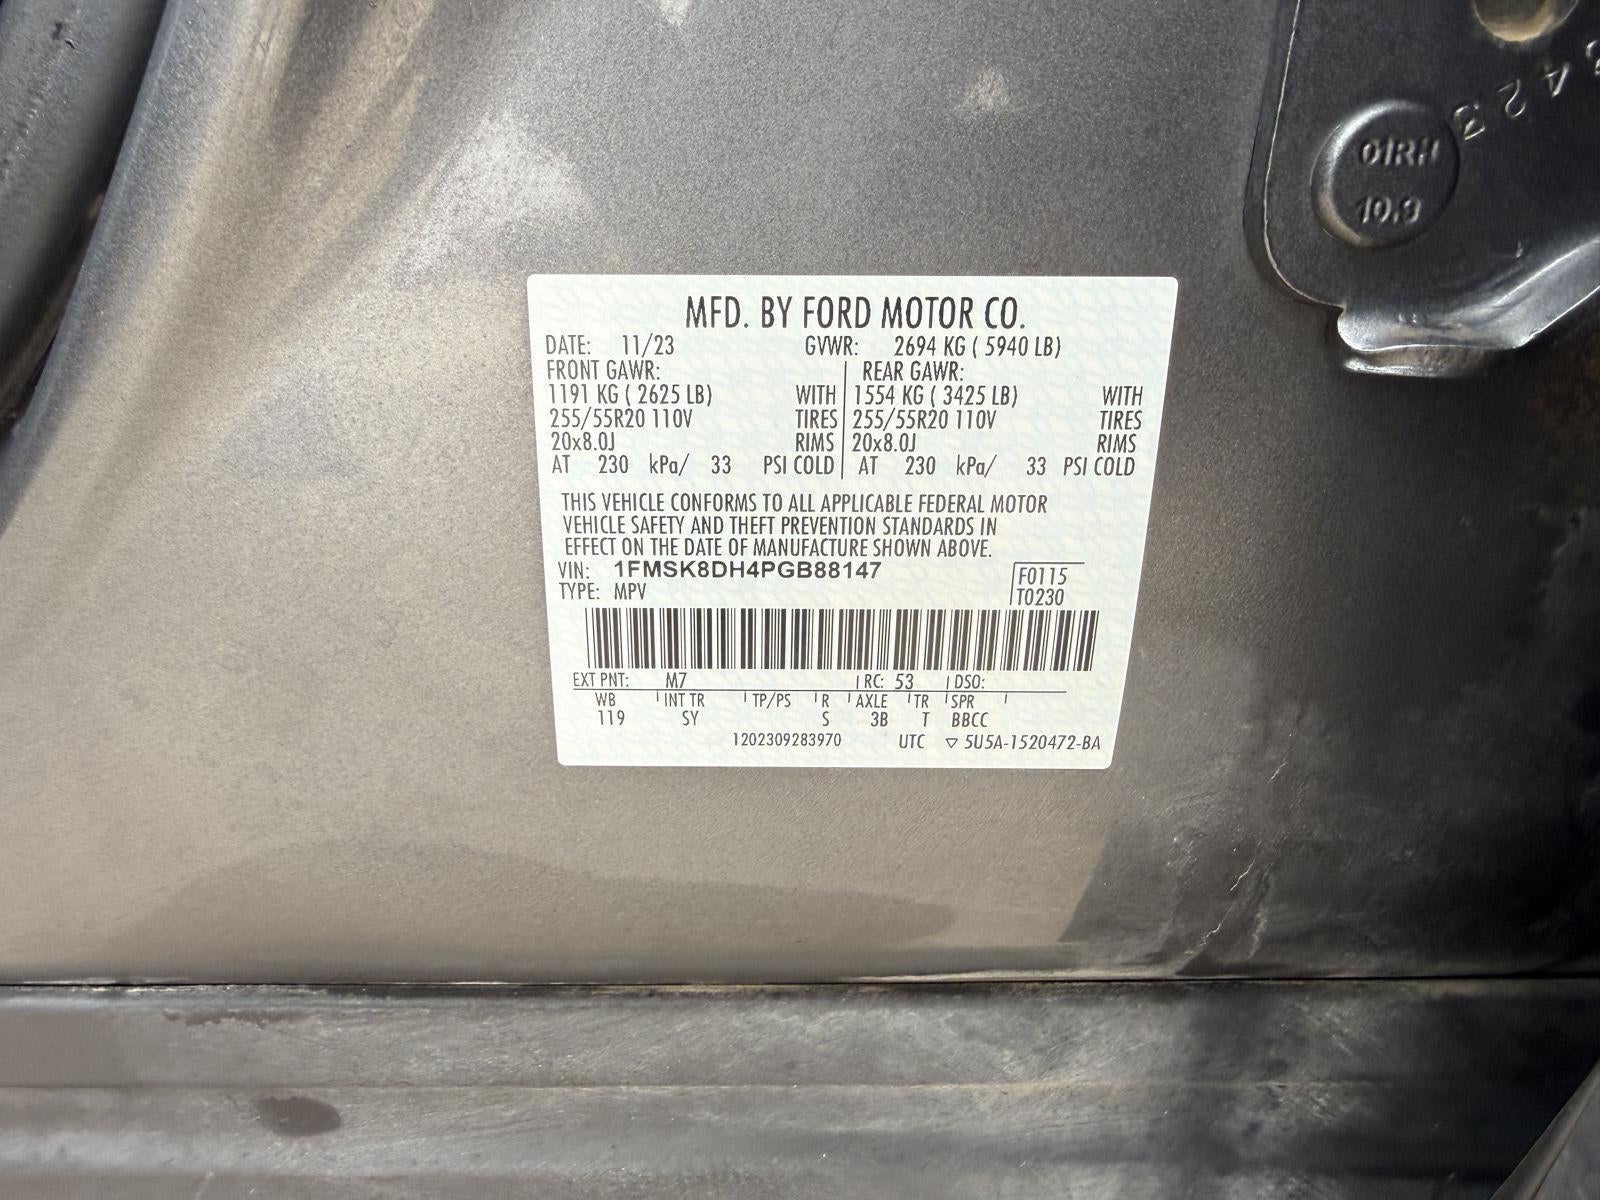 3423
OIRH
10.9
MFD. BY FORD MOTOR CO.
DATE: 11/23 GVWR: 2694 KG ( 5940 LB)
FRONT GAWR: REAR GAWR:
1191 KG ( 2625 LB) WITH 1554 KG ( 3425 LB) WITH
255/55R20 110V TIRES 255/55R20 110V TIRES
20x8.0J RIMS 20x8.0J RIMS
AT 230 kPa/ 33 PSI COLD AT 230 kPa/ 33 PSI COLD
THIS VEHICLE CONFORMS TO ALL APPLICABLE FEDERAL MOTOR
VEHICLE SAFETY AND THEFT PREVENTION STANDARDS IN
EFFECT ON THE DATE OF MANUFACTURE SHOWN ABOVE.
VIN: 1FMSK8DH4PGB88147 F0115
TYPE: MPV T0230
EXT PNT: M7 RC: 53 DSO:
WB INT TR TP/PS R AXLE TR SPR
119 SY S 3B T BBCC
1202309283970 UTC ▽ 5U5A-1520472-BA